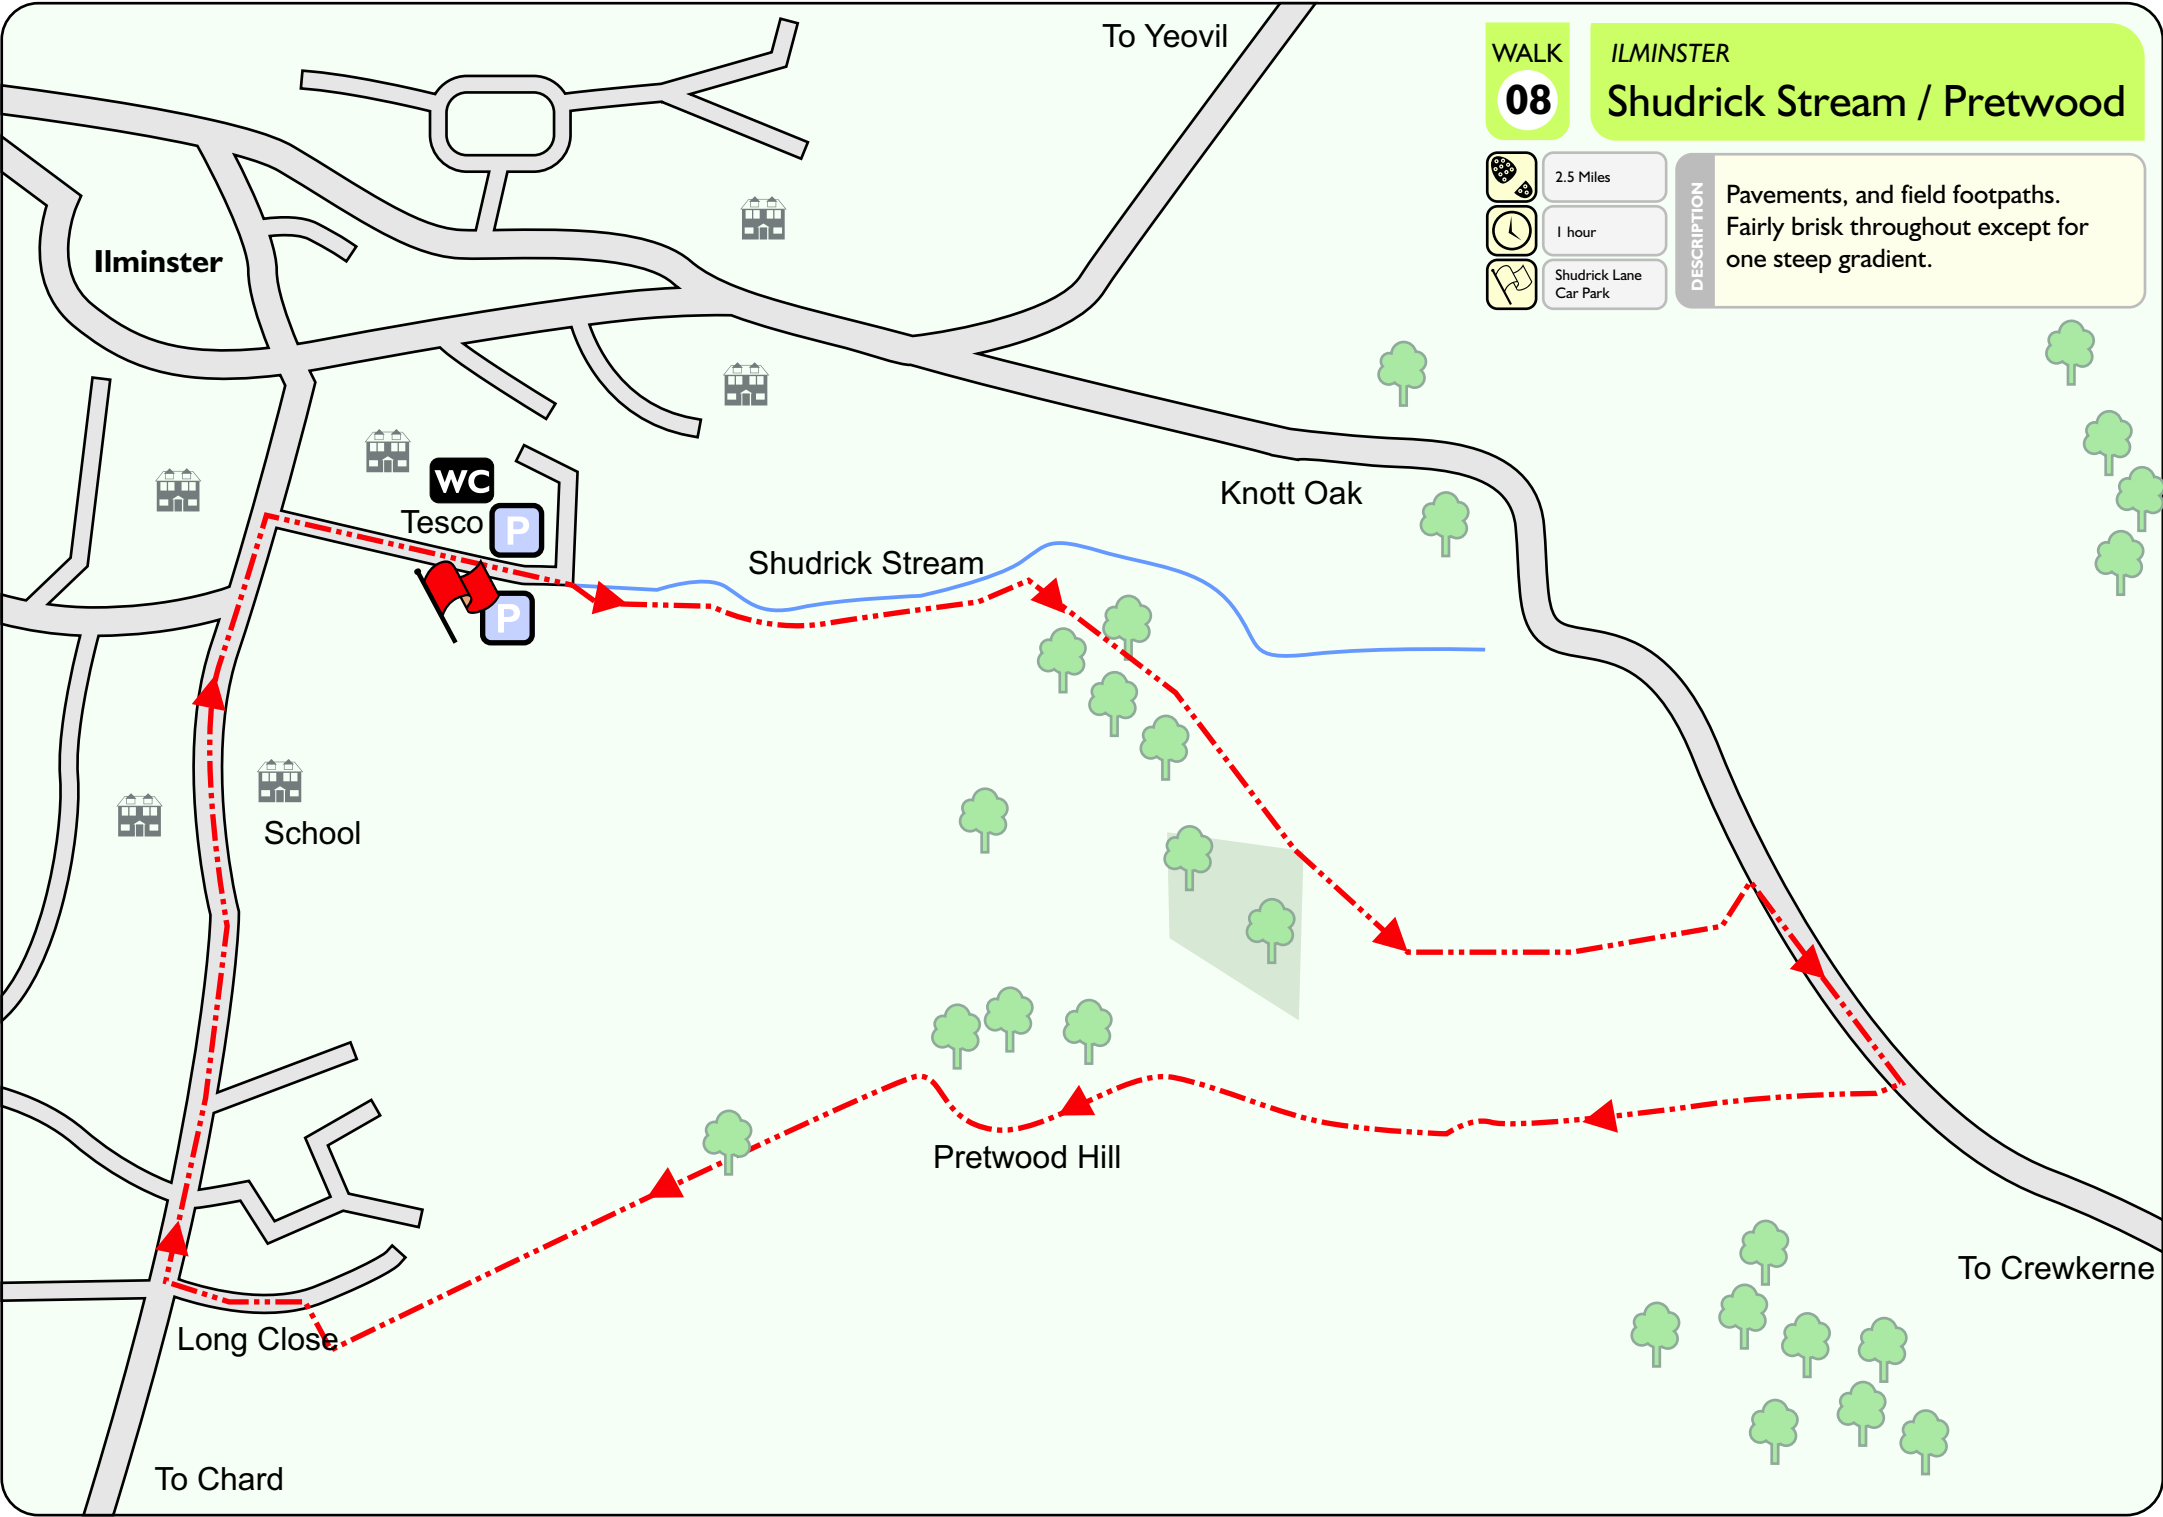 To Yeovil
WALK
08
ILMINSTER
Shudrick Stream / Pretwood
2.5 Miles
1 hour
Shudrick Lane
Car Park
DESCRIPTION
Pavements, and field footpaths.
Fairly brisk throughout except for
one steep gradient.
Ilminster
WC
Tesco
P
P
Knott Oak
Shudrick Stream
School
Pretwood Hill
To Crewkerne
Long Close
To Chard